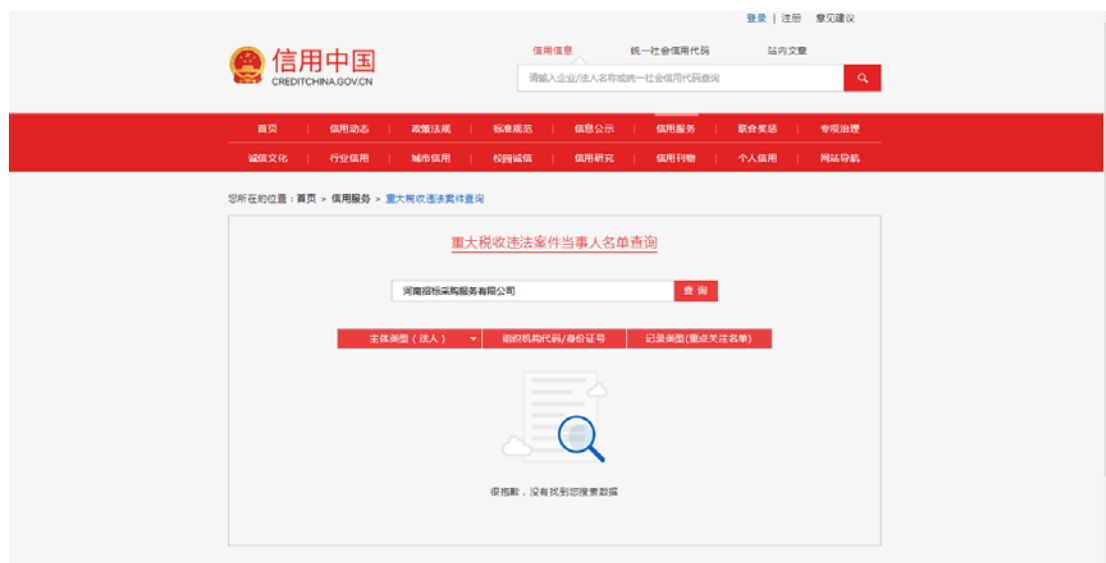 登录 | 注册 意见建议
信用中国
CREDITCHINA.GOV.CN
信用信息 统一社会信用代码 站内文章
请输入企业/法人名称或统一社会信用代码查询
首页 | 信用动态 | 政策法规 | 标准规范 | 信息公示 | 信用服务 | 联合奖惩 | 专项治理
诚信文化 | 行业信用 | 城市信用 | 校园诚信 | 信用研究 | 信用刊物 | 个人信用 | 网站导航
您所在的位置：首页 > 信用服务 > 重大税收违法案件查询
重大税收违法案件当事人名单查询
河南招标采购服务有限公司 查 询
主体类型（法人） 组织机构代码/身份证号 记录类型(重点关注名单)
很抱歉，没有找到您搜索数据